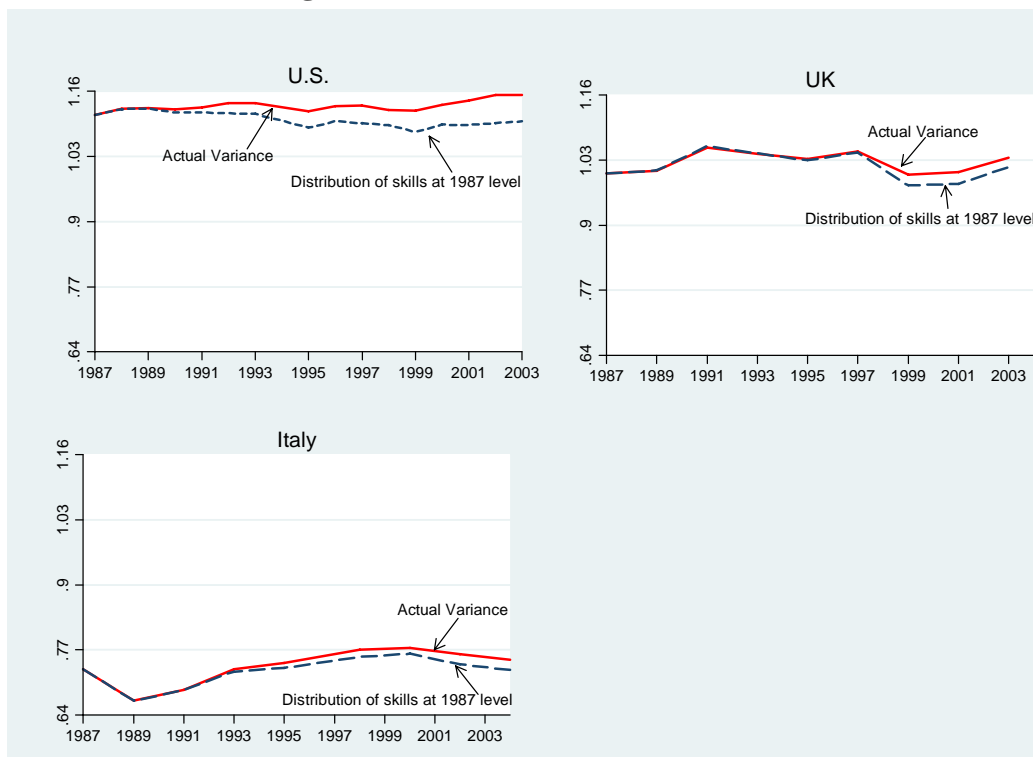 U.S.
1.16
1.03
.9
.77
.64
Actual Variance
Distribution of skills at 1987 level
1987 1989 1991 1993 1995 1997 1999 2001 2003
UK
1.16
1.03
.9
.77
.64
Actual Variance
Distribution of skills at 1987 level
1987 1989 1991 1993 1995 1997 1999 2001 2003
Italy
1.16
1.03
.9
.77
.64
Actual Variance
Distribution of skills at 1987 level
1987 1989 1991 1993 1995 1997 1999 2001 2003